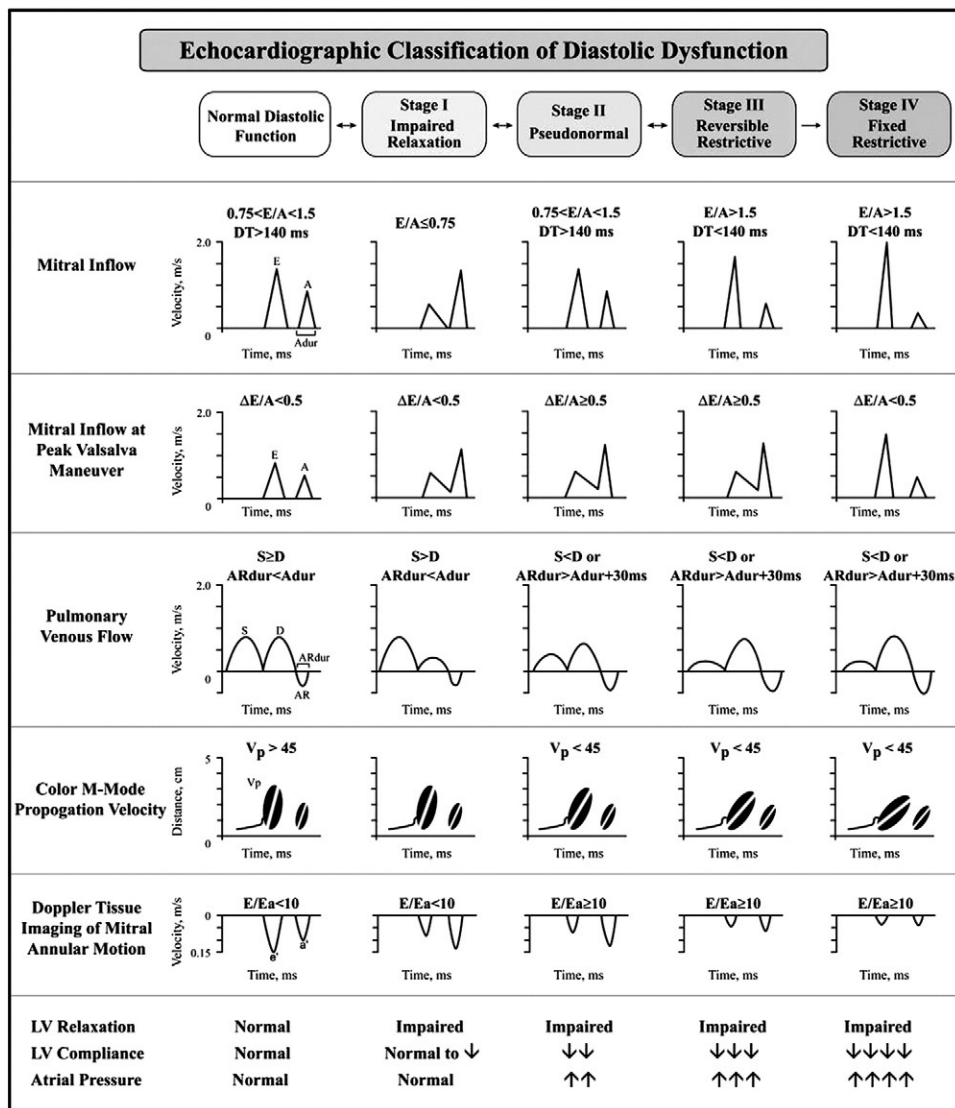 Echocardiographic Classification of Diastolic Dysfunction
Normal Diastolic
Function
Stage I
Impaired
Relaxation
Stage II
Pseudonormal
Stage III
Reversible
Restrictive
Stage IV
Fixed
Restrictive
Mitral Inflow
0.75<E/A<1.5
DT>140 ms
E/A≤0.75
0.75<E/A<1.5
DT>140 ms
E/A>1.5
DT<140 ms
E/A>1.5
DT<140 ms
Velocity, m/s
2.0
0
E
A
Adur
Time, ms
Time, ms
Time, ms
Time, ms
Time, ms
Mitral Inflow at
Peak Valsalva
Maneuver
ΔE/A<0.5
ΔE/A<0.5
ΔE/A≥0.5
ΔE/A≥0.5
ΔE/A<0.5
Velocity, m/s
2.0
0
E
A
Time, ms
Time, ms
Time, ms
Time, ms
Time, ms
Pulmonary
Venous Flow
S≥D
ARdur<Adur
S>D
ARdur<Adur
S<D or
ARdur>Adur+30ms
S<D or
ARdur>Adur+30ms
S<D or
ARdur>Adur+30ms
Velocity, m/s
2.0
0
S
D
ARdur
AR
Time, ms
Time, ms
Time, ms
Time, ms
Time, ms
Color M-Mode
Propogation Velocity
Vp > 45
Vp < 45
Vp < 45
Vp < 45
Distance, cm
5
0
Vp
Time, ms
Time, ms
Time, ms
Time, ms
Time, ms
Doppler Tissue
Imaging of Mitral
Annular Motion
E/Ea<10
E/Ea<10
E/Ea≥10
E/Ea≥10
E/Ea≥10
Velocity, m/s
0
0.15
e'
a'
Time, ms
Time, ms
Time, ms
Time, ms
Time, ms
LV Relaxation Normal Impaired Impaired Impaired Impaired
LV Compliance Normal Normal to ↓ ↓↓ ↓↓↓ ↓↓↓↓
Atrial Pressure Normal Normal ↑↑ ↑↑↑ ↑↑↑↑